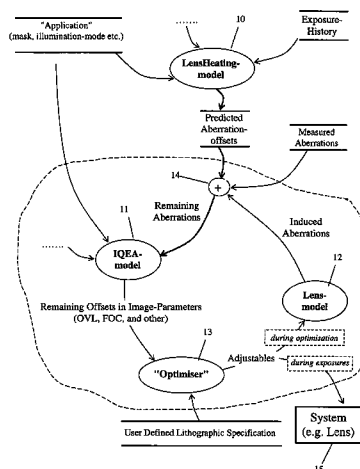 "Application"
(mask, illumination-mode etc.)
........
10
Exposure-
History
LensHeating-
model
Predicted
Aberration-
offsets
Measured
Aberrations
14
+
11
Remaining
Aberrations
Induced
Aberrations
........
IQEA-
model
12
Lens-
model
Remaining Offsets in Image-Parameters
(OVL, FOC, and other)
13
during optimisation
"Optimiser"
Adjustables
during exposures
User Defined Lithographic Specification
System
(e.g. Lens)
15